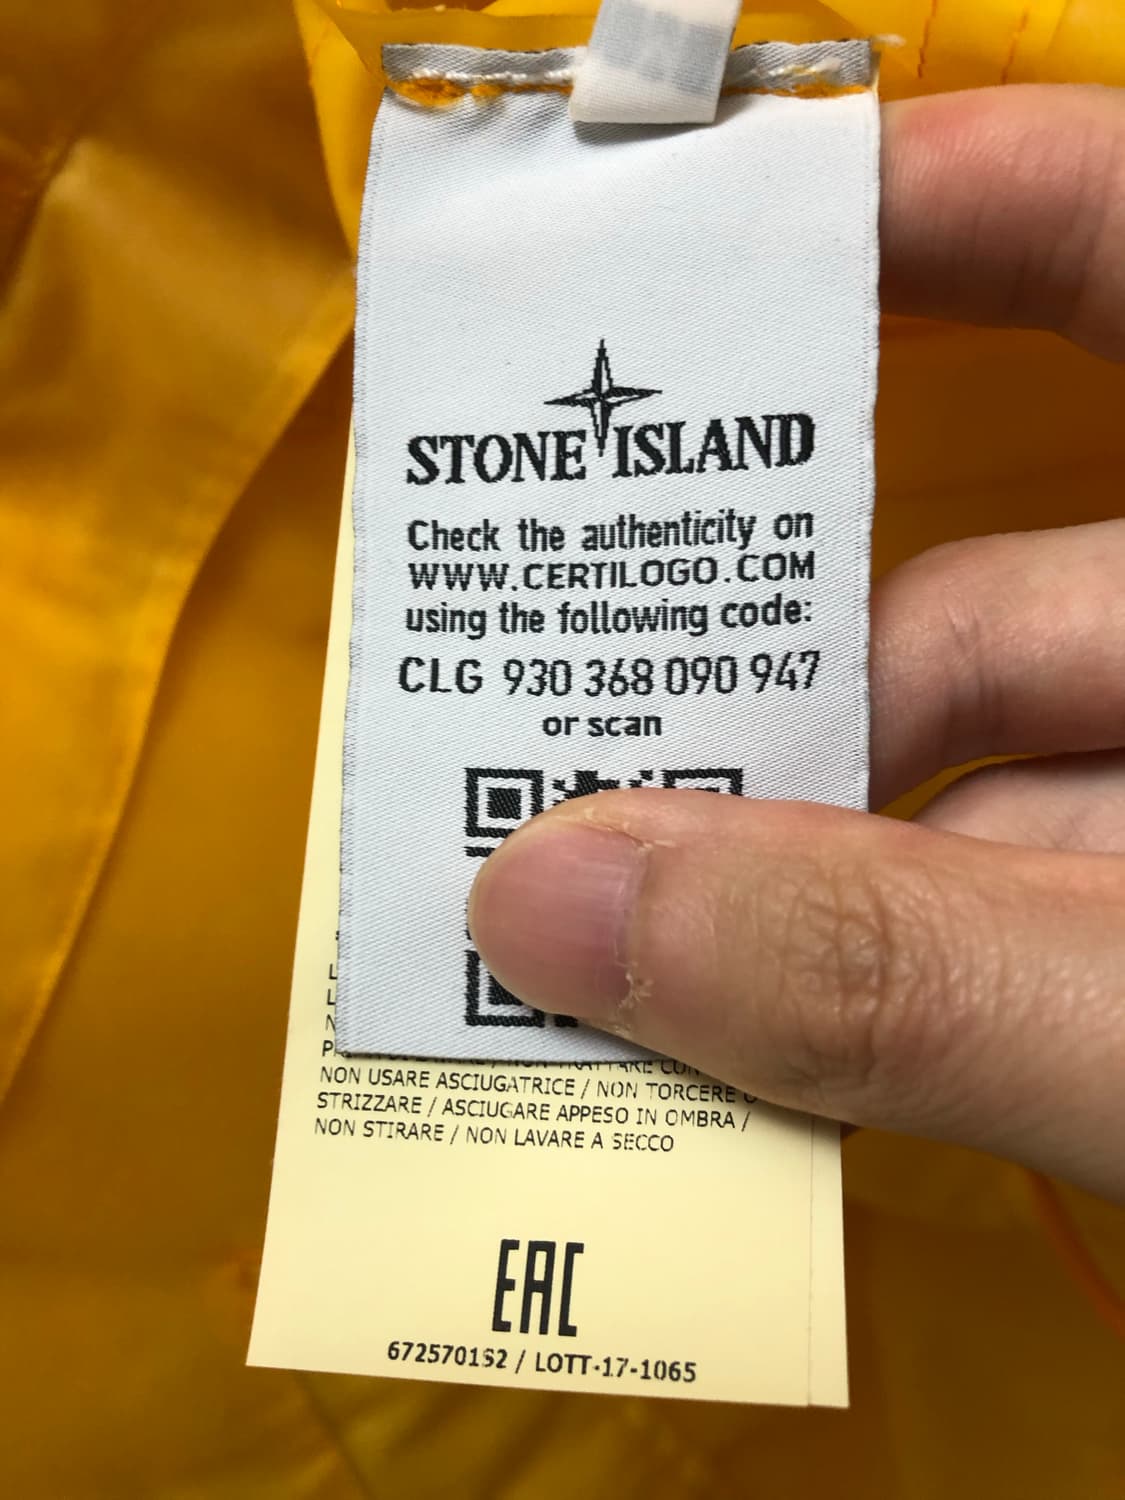 STONE ISLAND
Check the authenticity on
WWW.CERTILOGO.COM
using the following code:
CLG 930 368 090 947
or scan
NON USARE ASCIUGATRICE / NON TORCERE O
STRIZZARE / ASCIUGARE APPESO IN OMBRA /
NON STIRARE / NON LAVARE A SECCO
EAC
6725701S2 / LOTT-17-1065